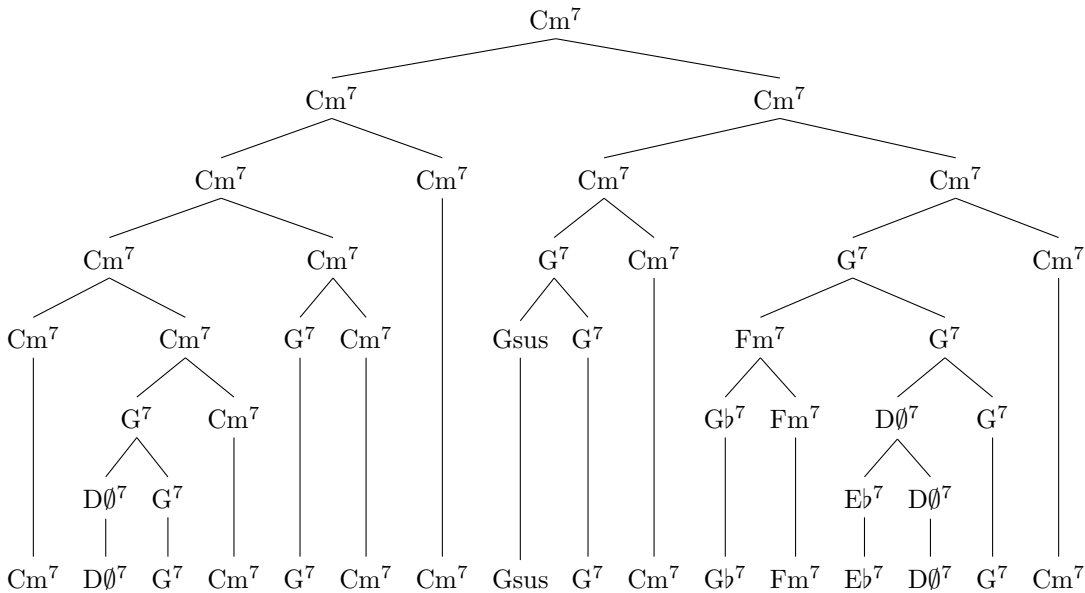 Cm⁷
Cm⁷ Cm⁷
Cm⁷ Cm⁷ Cm⁷ Cm⁷
Cm⁷ Cm⁷ G⁷ Cm⁷ G⁷ Cm⁷
Cm⁷ Cm⁷ G⁷ Cm⁷ Gsus G⁷ Fm⁷ G⁷
G⁷ Cm⁷ G♭⁷ Fm⁷ D∅⁷ G⁷
D∅⁷ G⁷ E♭⁷ D∅⁷
Cm⁷ D∅⁷ G⁷ Cm⁷ G⁷ Cm⁷ Cm⁷ Gsus G⁷ Cm⁷ G♭⁷ Fm⁷ E♭⁷ D∅⁷ G⁷ Cm⁷